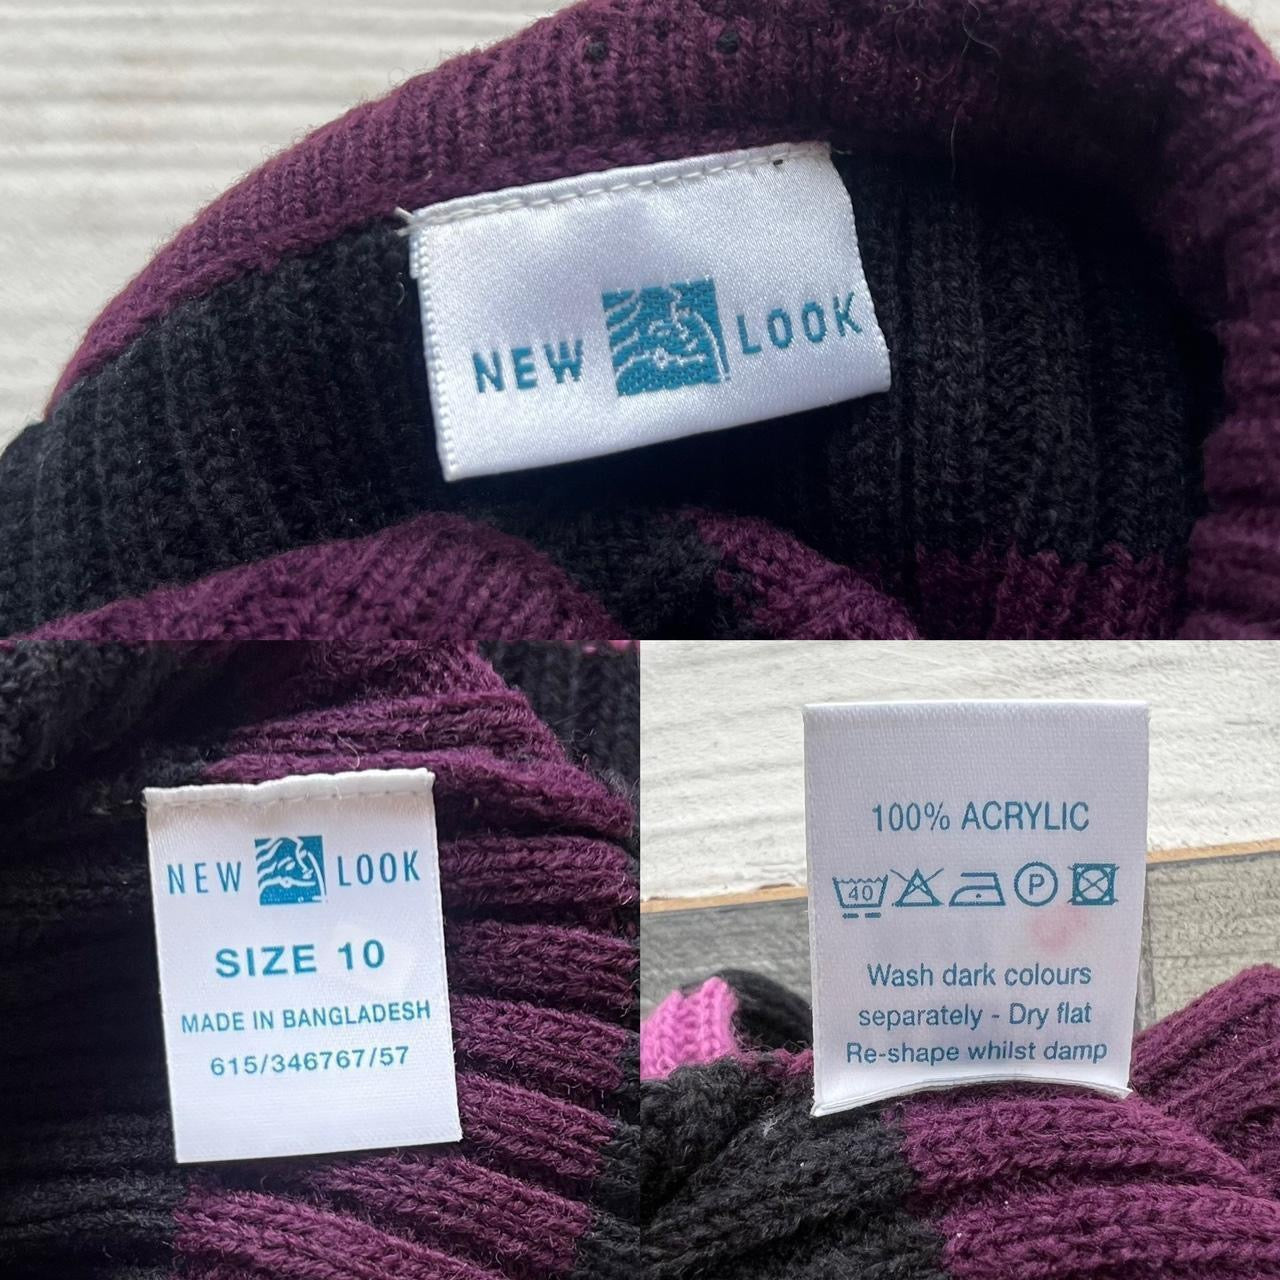 NEW LOOK
NEW LOOK
SIZE 10
MADE IN BANGLADESH
615/346767/57
100% ACRYLIC
40 P
Wash dark colours
separately - Dry flat
Re-shape whilst damp